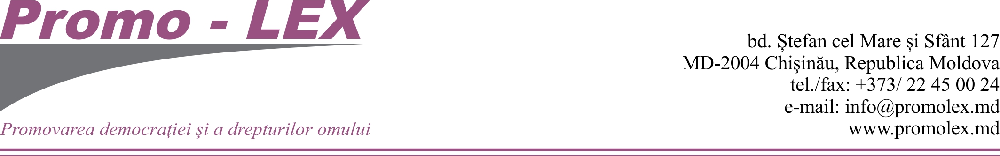 Promo - LEX
Promovarea democraţiei şi a drepturilor omului
bd. Ștefan cel Mare și Sfânt 127
MD-2004 Chişinău, Republica Moldova
tel./fax: +373/ 22 45 00 24
e-mail: info@promolex.md
www.promolex.md